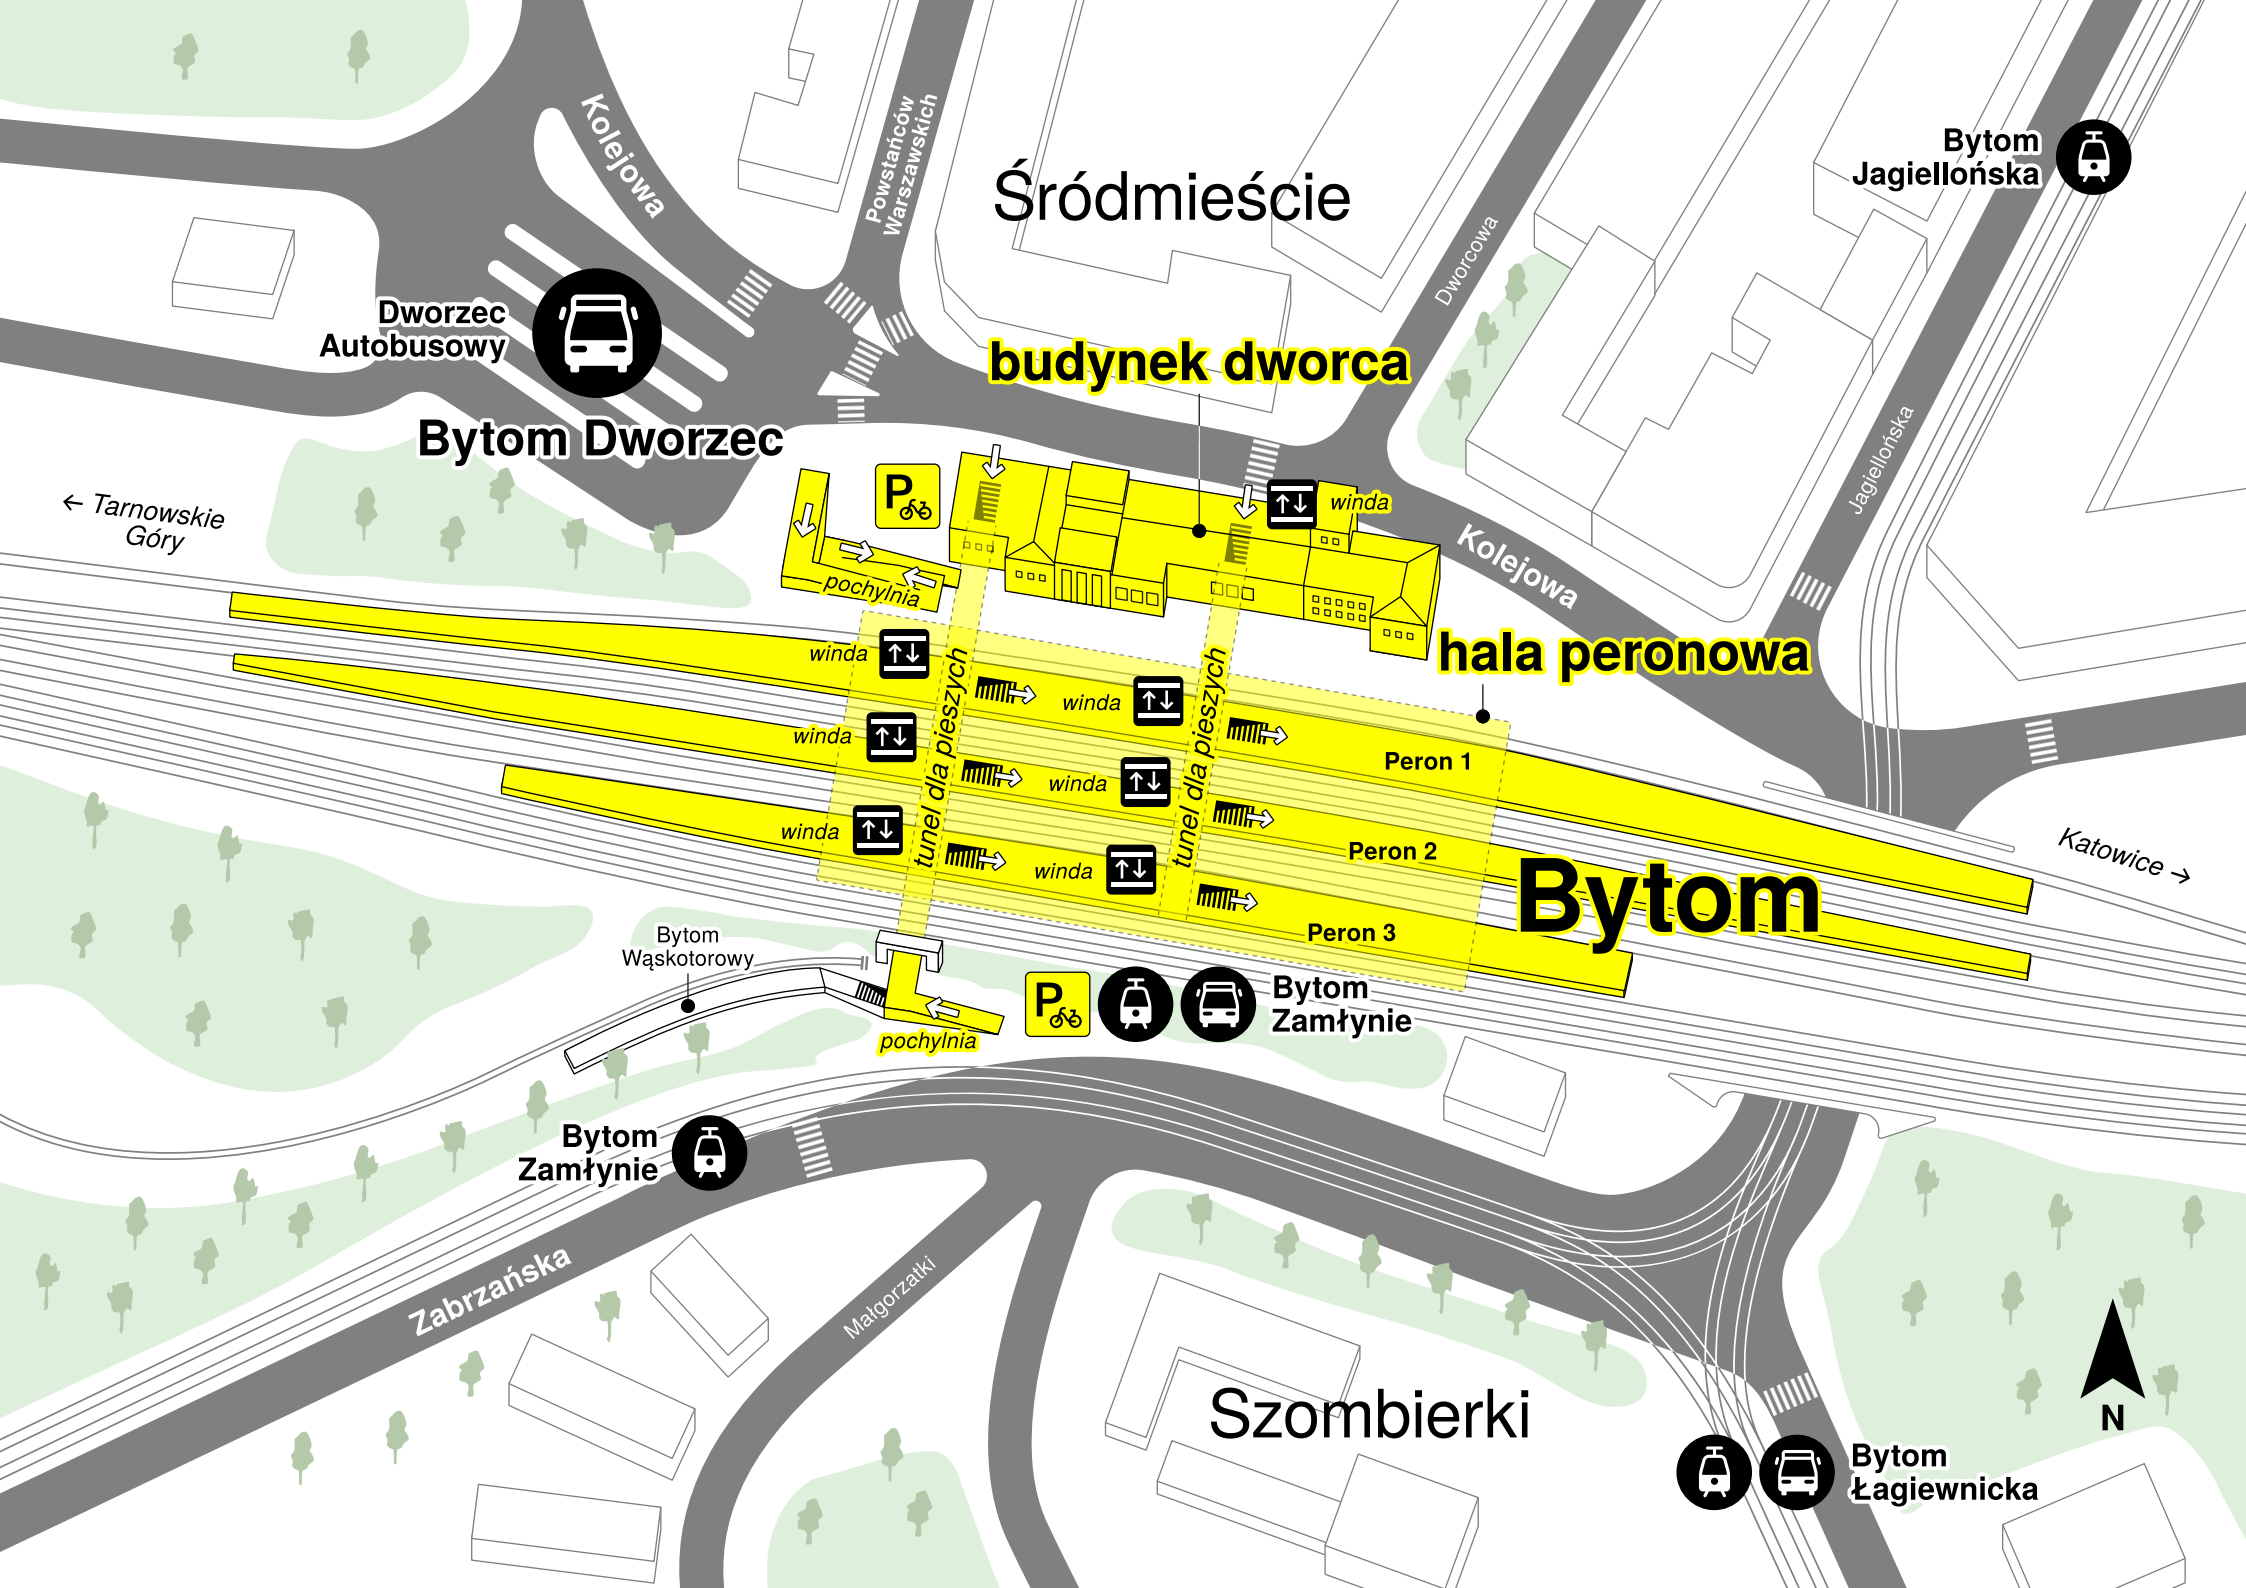 Kolejowa
Powstańców
Warszawskich
Śródmieście
Bytom
Jagiellońska
Dworcowa
Dworzec
Autobusowy
Bytom Dworzec
budynek dworca
Jagiellońska
← Tarnowskie
Góry
P
winda
Kolejowa
pochylnia
hala peronowa
winda
tunel dla pieszych
winda
tunel dla pieszych
winda
winda
winda
winda
Peron 1
Peron 2
Peron 3
Bytom
Katowice →
Bytom
Wąskotorowy
P
Bytom
Zamłynie
pochylnia
Bytom
Zamłynie
Zabrzańska
Małgorzatki
Szombierki
N
Bytom
Łagiewnicka